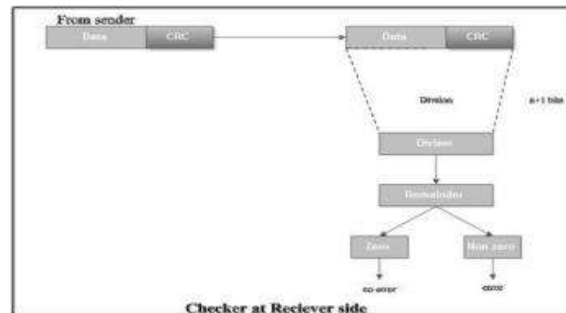 From sender
Data CRC Data CRC
Division n+1 bits
Divisor
Remainder
Zero Non zero
no error error
Checker at Reciever side